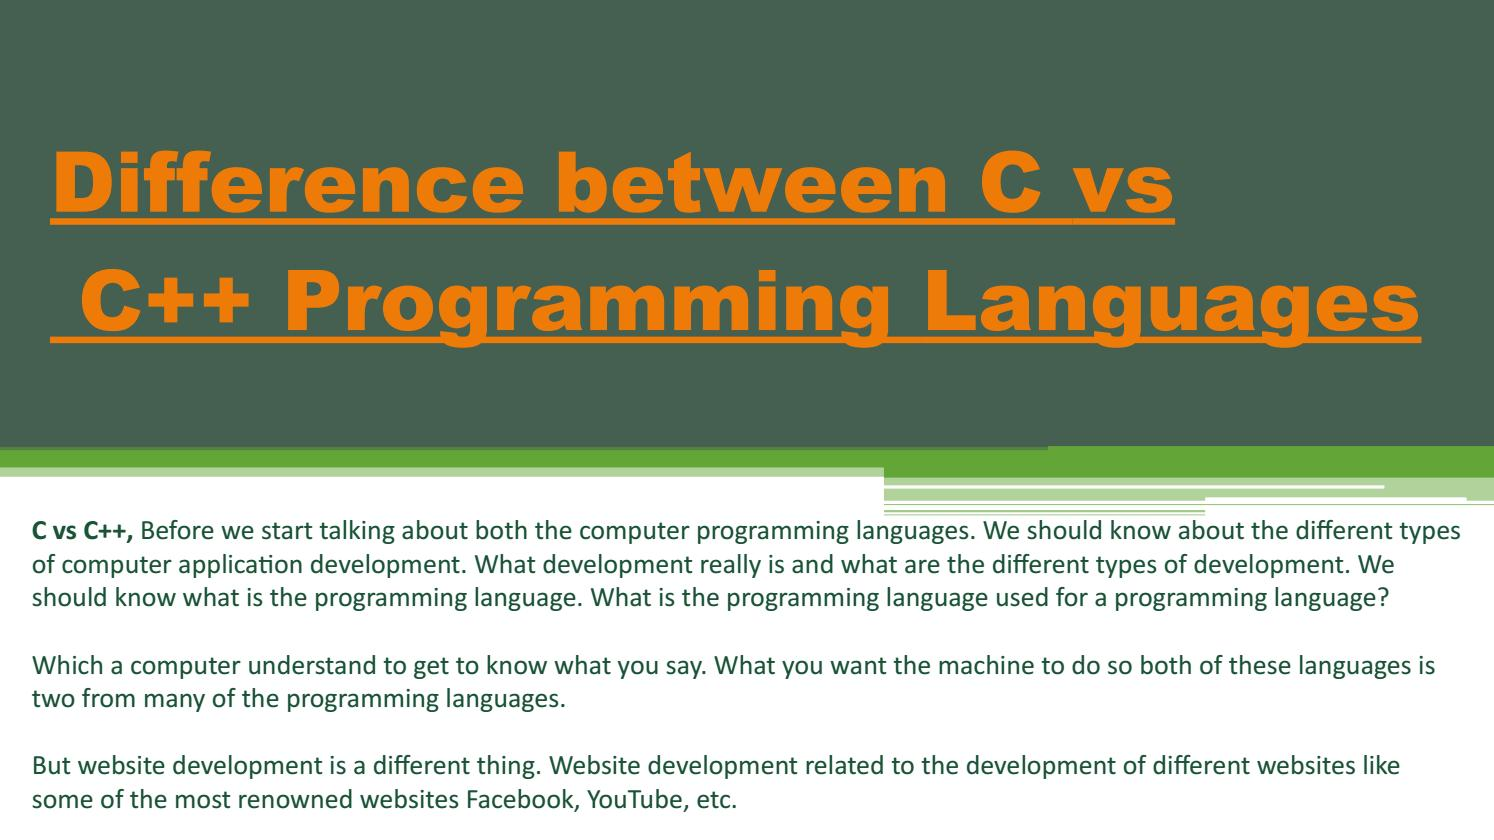 Difference between C vs
C++ Programming Languages
C vs C++, Before we start talking about both the computer programming languages. We should know about the different types
of computer application development. What development really is and what are the different types of development. We
should know what is the programming language. What is the programming language used for a programming language?
Which a computer understand to get to know what you say. What you want the machine to do so both of these languages is
two from many of the programming languages.
But website development is a different thing. Website development related to the development of different websites like
some of the most renowned websites Facebook, YouTube, etc.